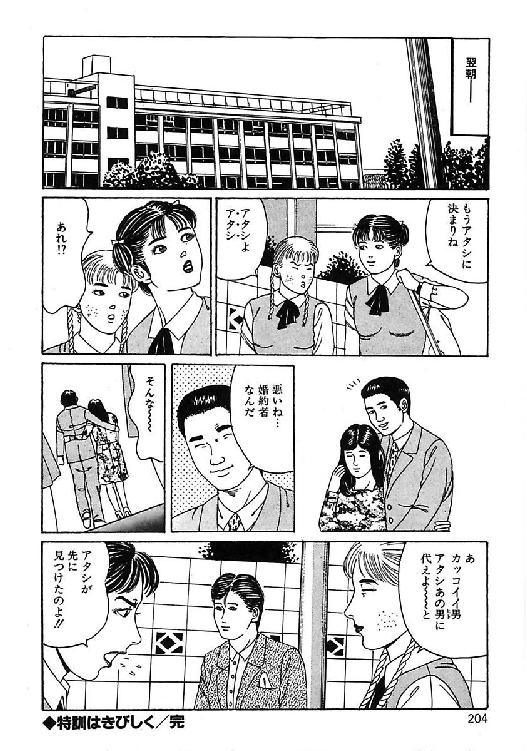 翌朝──
もうアタシに
決まりね
アタシよ
アタシ
あれ!?
悪いね…
婚約者
なんだ
そんな〜〜〜
あ
カッコイイ男
アタシあの男に
代えよ〜〜〜と
アタシが
先に
見つけたのよ!!
◆特訓はきびしく/完
204